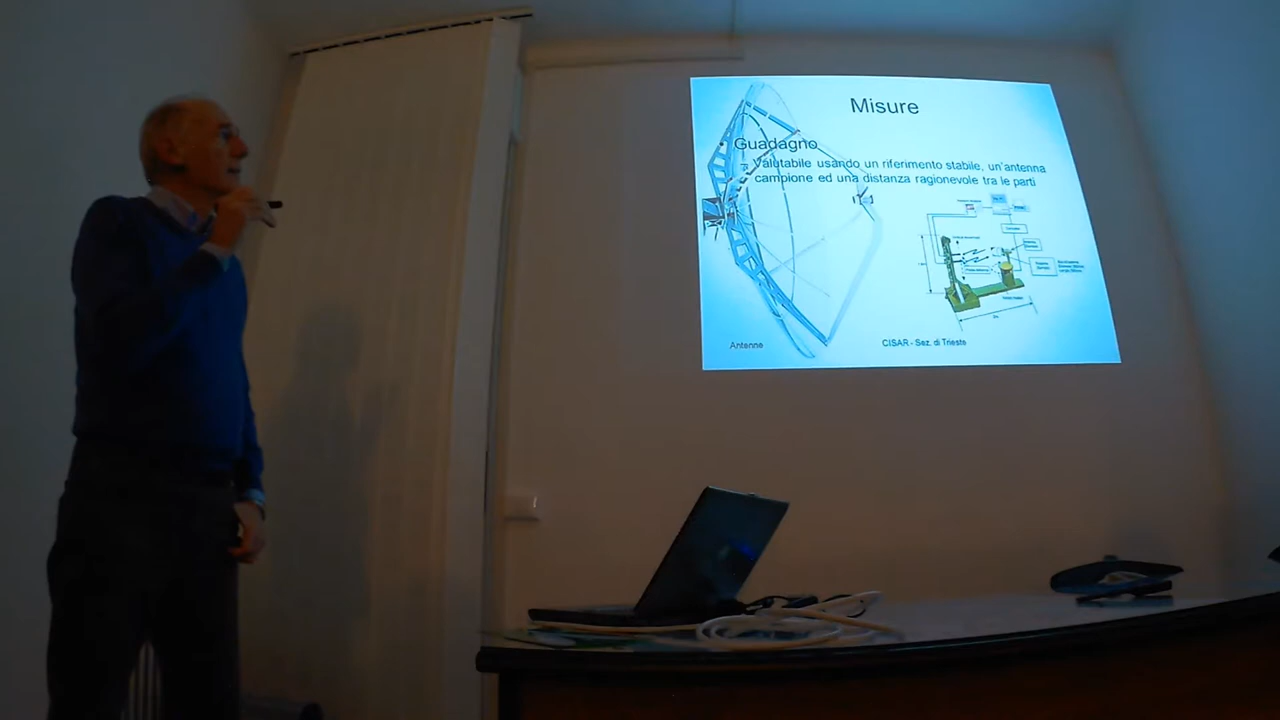 Misure
• Guadagno
Valutabile usando un riferimento stabile, un'antenna
campione ed una distanza ragionevole tra le parti
Antenne
CISAR - Sez. di Trieste